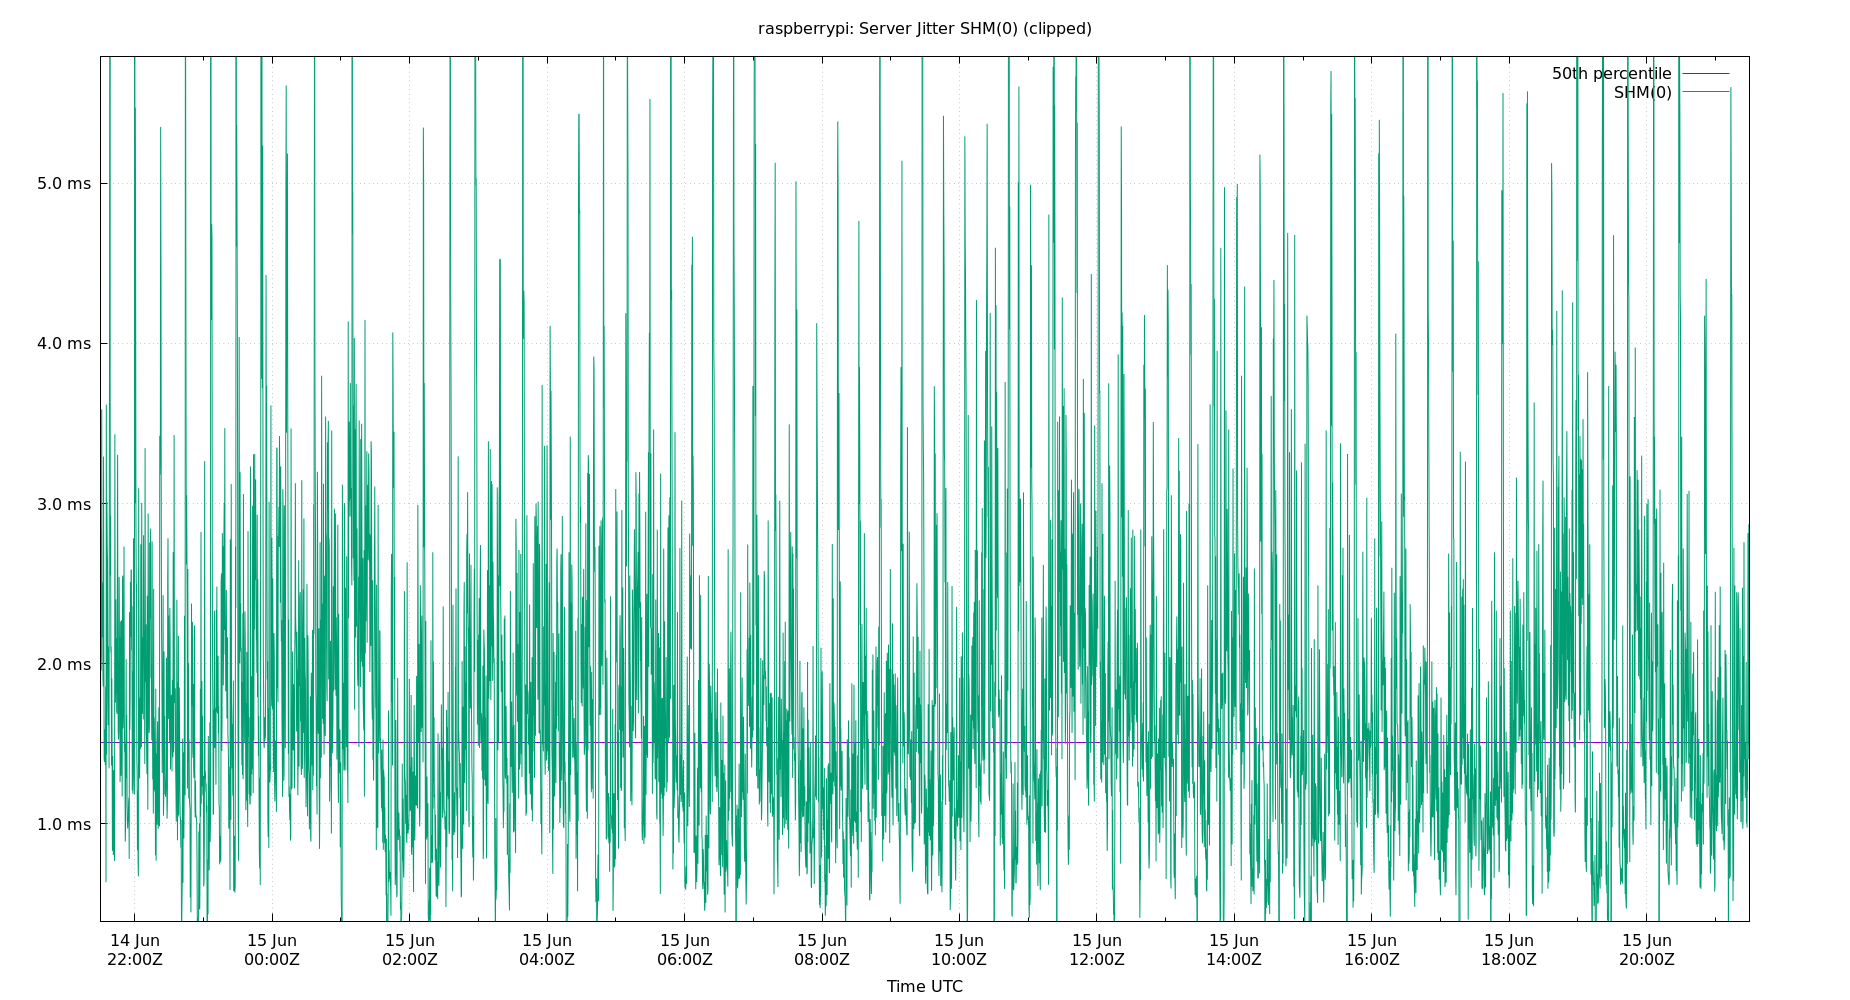 raspberrypi: Server Jitter SHM(0) (clipped)
50th percentile
SHM(0)
5.0 ms
4.0 ms
3.0 ms
2.0 ms
1.0 ms
14 Jun 15 Jun 15 Jun 15 Jun 15 Jun 15 Jun 15 Jun 15 Jun 15 Jun 15 Jun 15 Jun 15 Jun
22:00Z 00:00Z 02:00Z 04:00Z 06:00Z 08:00Z 10:00Z 12:00Z 14:00Z 16:00Z 18:00Z 20:00Z
Time UTC